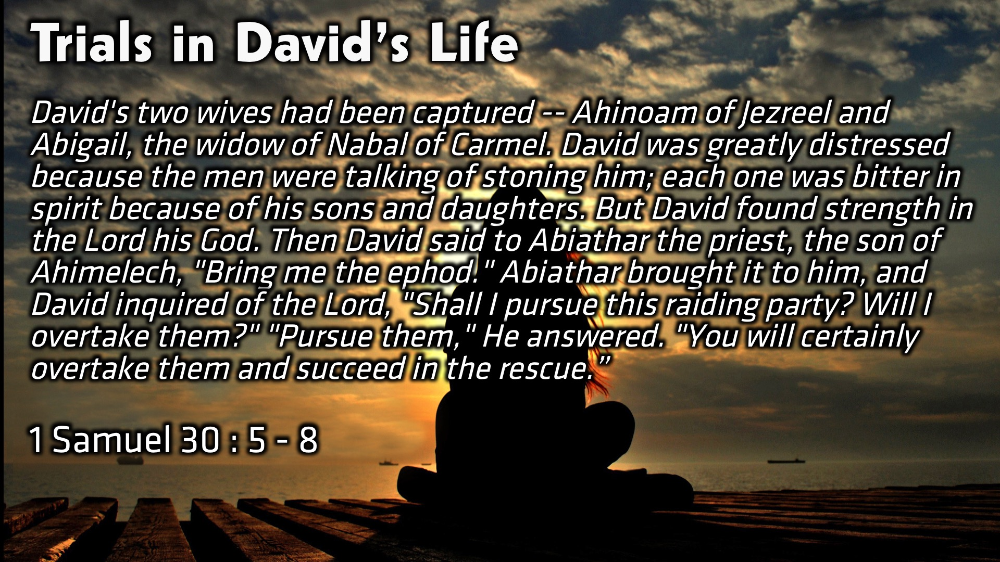 Trials in David’s Life
David's two wives had been captured -- Ahinoam of Jezreel and
Abigail, the widow of Nabal of Carmel. David was greatly distressed
because the men were talking of stoning him; each one was bitter in
spirit because of his sons and daughters. But David found strength in
the Lord his God. Then David said to Abiathar the priest, the son of
Ahimelech, "Bring me the ephod." Abiathar brought it to him, and
David inquired of the Lord, "Shall I pursue this raiding party? Will I
overtake them?" "Pursue them," He answered. "You will certainly
overtake them and succeed in the rescue.”
1 Samuel 30 : 5 - 8